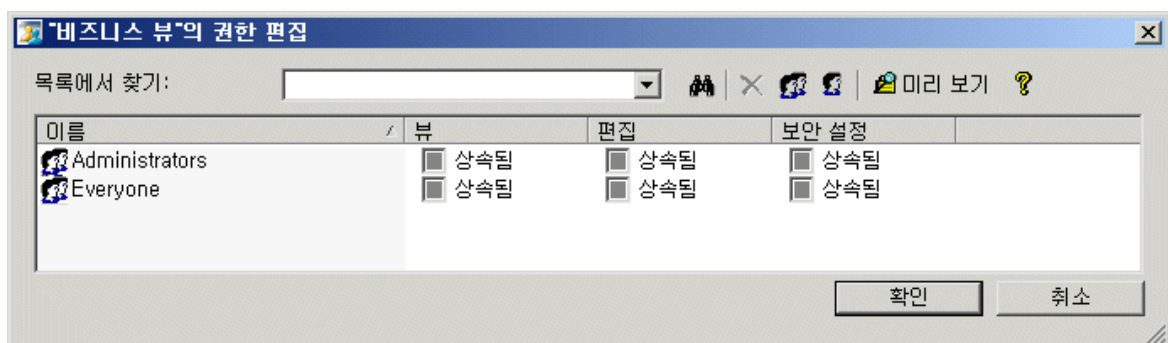 "비즈니스 뷰"의 권한 편집
목록에서 찾기: 미리 보기
이름 뷰 편집 보안 설정
Administrators 상속됨 상속됨 상속됨
Everyone 상속됨 상속됨 상속됨
확인 취소